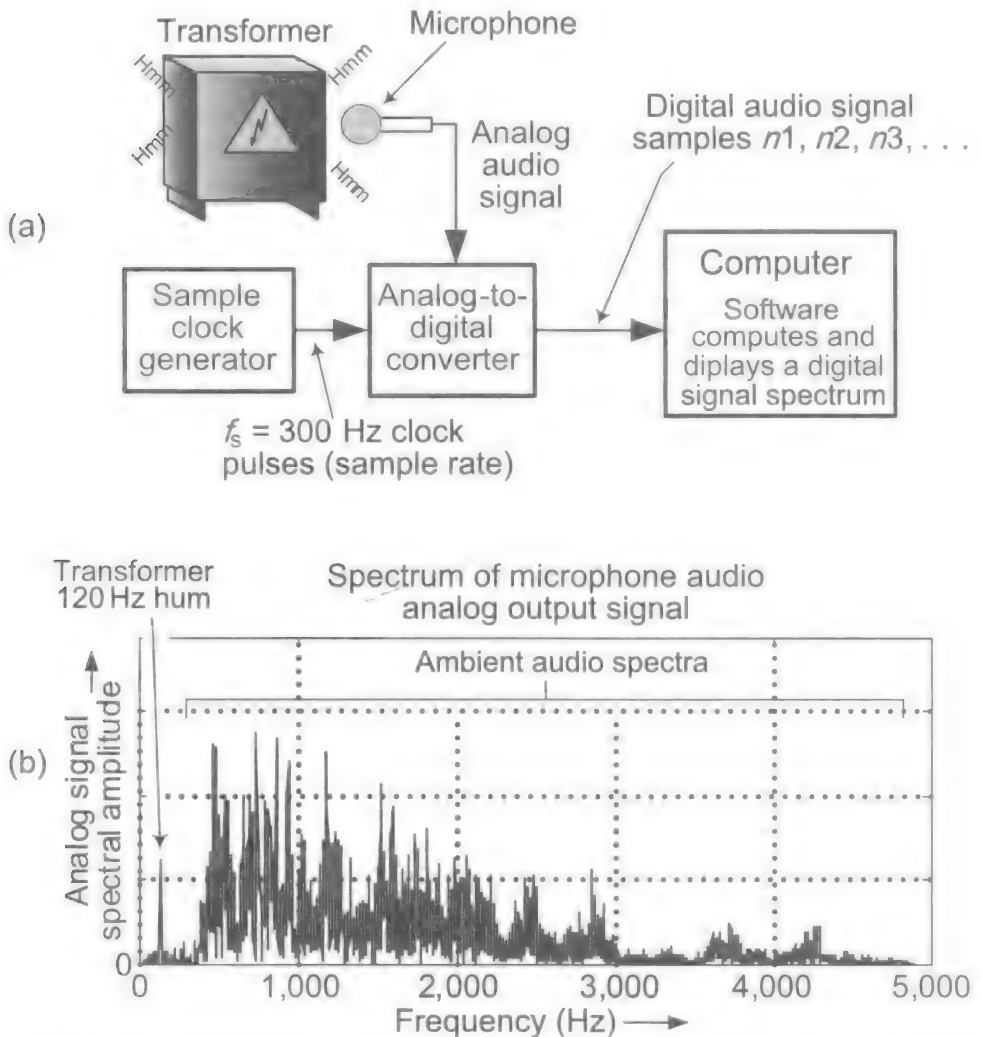 Transformer
Microphone
Hmm
Hmm
Hmm
Hmm
Analog
audio
signal
Digital audio signal
samples n1, n2, n3, . . .
(a)
Sample
clock
generator
Analog-to-
digital
converter
Computer
Software
computes and
diplays a digital
signal spectrum
fs = 300 Hz clock
pulses (sample rate)
Transformer
120 Hz hum
Spectrum of microphone audio
analog output signal
Ambient audio spectra
(b)
Analog signal
spectral amplitude
0
0
1,000
2,000
3,000
4,000
5,000
Frequency (Hz)